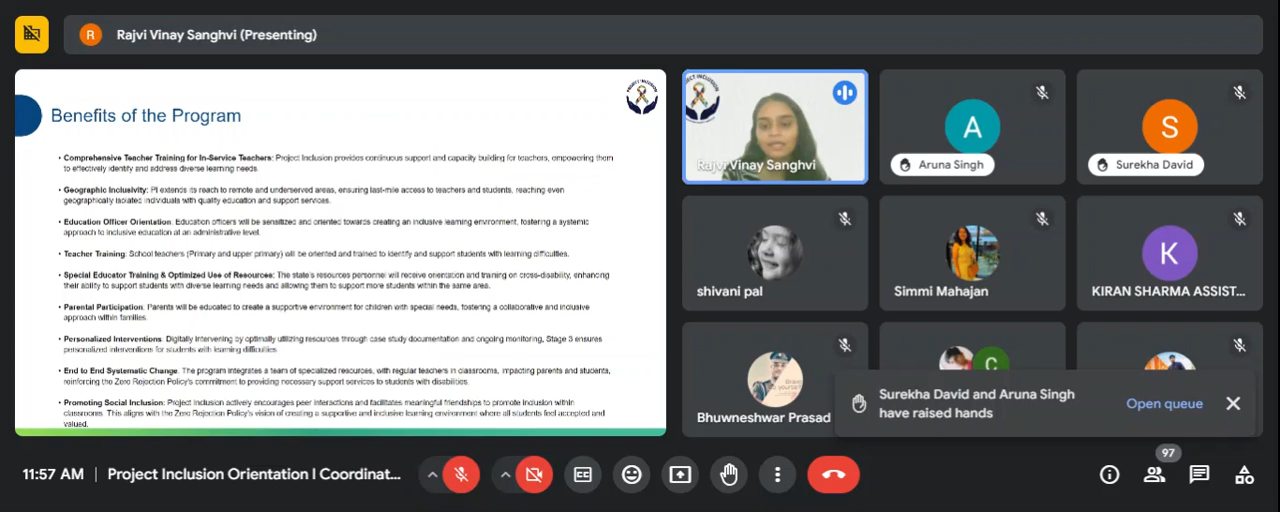 R Rajvi Vinay Sanghvi (Presenting)
Benefits of the Program
• Comprehensive Teacher Training for In-Service Teachers: Project Inclusion provides continuous support and capacity building for teachers, empowering them
to effectively identify and address diverse learning needs.
• Geographic Inclusivity: PI extends its reach to remote and underserved areas, ensuring last-mile access to teachers and students, reaching even
geographically isolated individuals with quality education and support services.
• Education Officer Orientation: Education officers will be sensitized and oriented towards creating an inclusive learning environment, fostering a systemic
approach to inclusive education at an administrative level.
• Teacher Training: School teachers (Primary and upper primary) will be oriented and trained to identify and support students with learning difficulties.
• Special Educator Training & Optimized Use of Resources: The state's resources personnel will receive orientation and training on cross-disability, enhancing
their ability to support students with diverse learning needs and allowing them to support more students within the same area.
• Parental Participation: Parents will be educated to create a supportive environment for children with special needs, fostering a collaborative and inclusive
approach within families.
• Personalized Interventions: Digitally intervening by optimally utilizing resources through case study documentation and ongoing monitoring, Stage 3 ensures
personalized interventions for students with learning difficulties
• End to End Systematic Change: The program integrates a team of specialized resources, with regular teachers in classrooms, impacting parents and students,
reinforcing the Zero Rejection Policy's commitment to providing necessary support services to students with disabilities.
• Promoting Social Inclusion: Project Inclusion actively encourages peer interactions and facilitates meaningful friendships to promote inclusion within
classrooms. This aligns with the Zero Rejection Policy's vision of creating a supportive and inclusive learning environment where all students feel accepted and
valued.
Rajvi Vinay Sanghvi
A
Aruna Singh
S
Surekha David
shivani pal
Simmi Mahajan
K
KIRAN SHARMA ASSIST...
Bhuwneshwar Prasad
C
Surekha David and Aruna Singh
have raised hands
Open queue
11:57 AM | Project Inclusion Orientation I Coordinat...
97